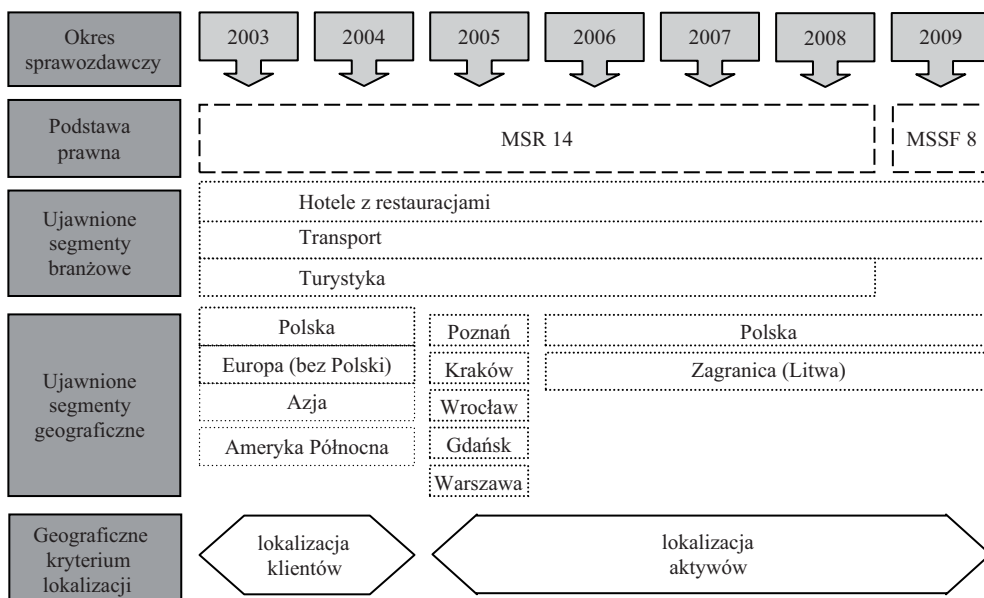 Okres
sprawozdawczy
2003 2004 2005 2006 2007 2008 2009
Podstawa
prawna
MSR 14 MSSF 8
Ujawnione
segmenty
branżowe
Hotele z restauracjami
Transport
Turystyka
Ujawnione
segmenty
geograficzne
Polska Poznań Polska
Europa (bez Polski) Kraków Zagranica (Litwa)
Azja Wrocław
Ameryka Północna Gdańsk
Warszawa
Geograficzne
kryterium
lokalizacji
lokalizacja
klientów
lokalizacja
aktywów